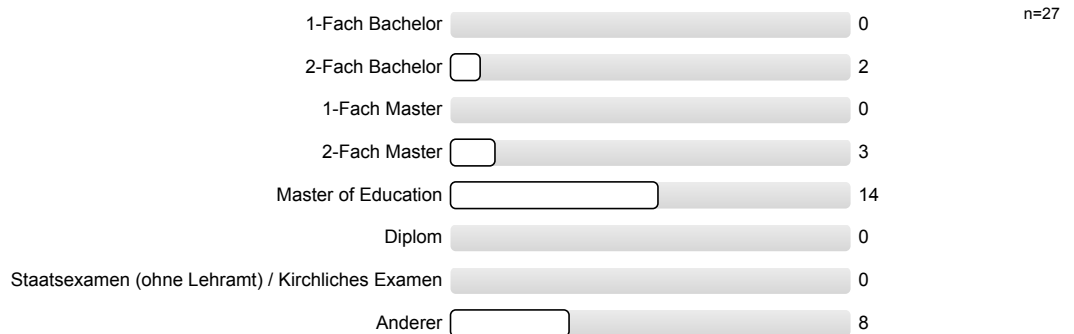 n=27
1-Fach Bachelor 0
2-Fach Bachelor 2
1-Fach Master 0
2-Fach Master 3
Master of Education 14
Diplom 0
Staatsexamen (ohne Lehramt) / Kirchliches Examen 0
Anderer 8